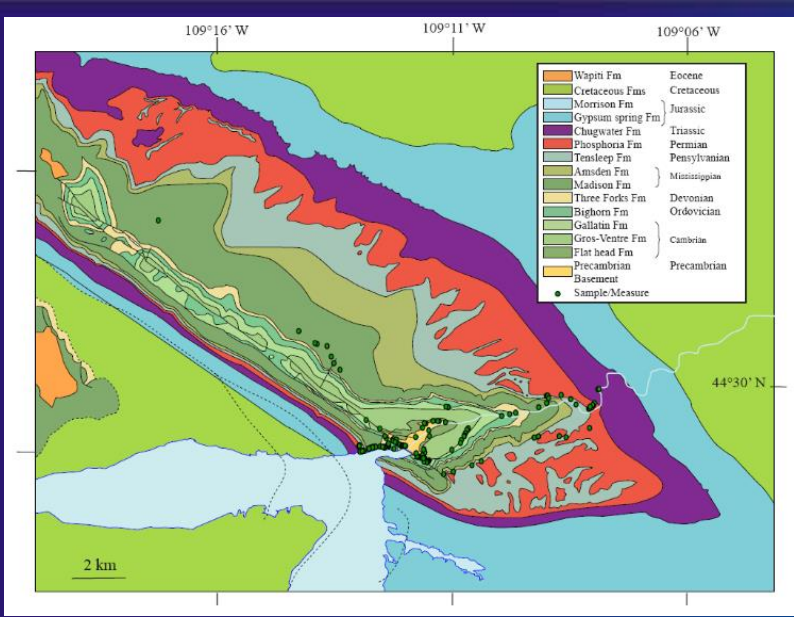 109°16' W
109°11' W
109°06' W
Wapiti Fm Eocene
Cretaceous Fms Cretaceous
Morrison Fm
Jurassic
Gypsum spring Fm
Chugwater Fm Triassic
Phosphoria Fm Permian
Tensleep Fm Pensylvanian
Amsden Fm
Mississippian
Madison Fm
Three Forks Fm Devonian
Bighorn Fm Ordovician
Gallatin Fm
Gros-Ventre Fm Cambrian
Flat head Fm
Precambrian Precambrian
Basement
Sample/Measure
44°30' N
2 km